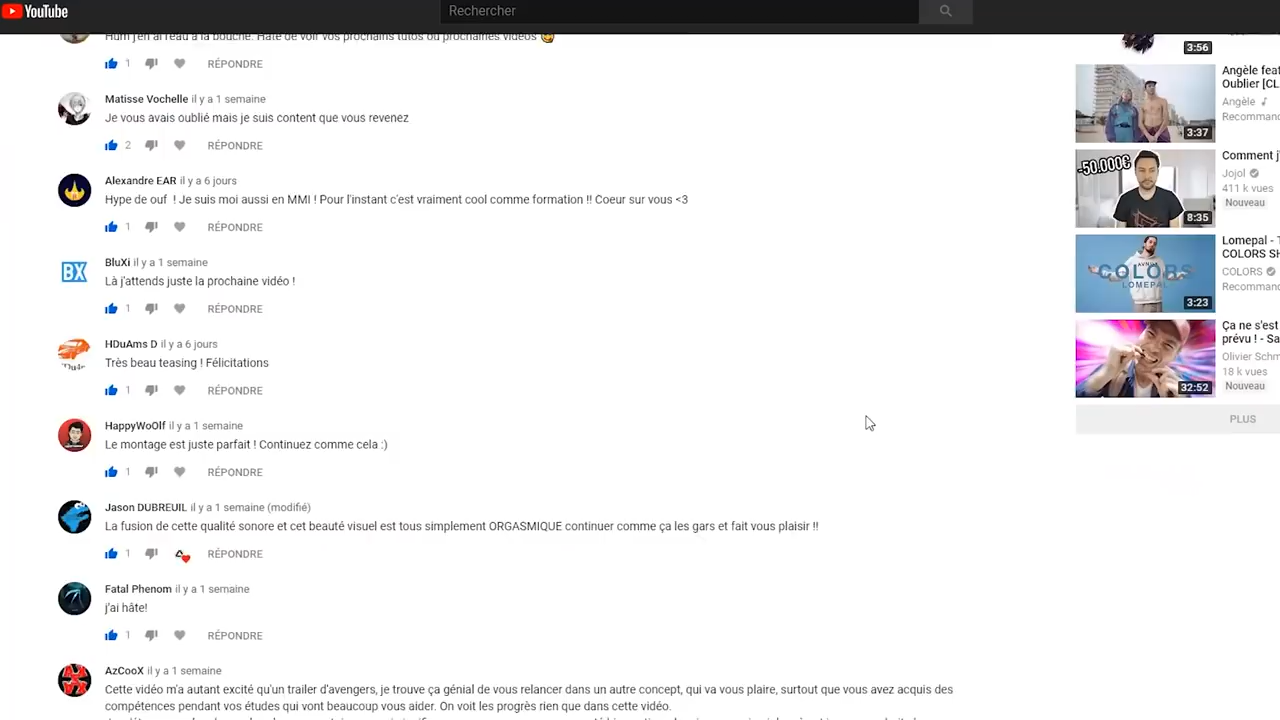 YouTube
Rechercher
Hum j'en ai l'eau à la bouche. Hâte de voir vos prochains tutos ou prochaines vidéos
1 RÉPONDRE
Matisse Vochelle il y a 1 semaine
Je vous avais oublié mais je suis content que vous revenez
2 RÉPONDRE
Alexandre EAR il y a 6 jours
Hype de ouf ! Je suis moi aussi en MMI ! Pour l'instant c'est vraiment cool comme formation !! Coeur sur vous <3
1 RÉPONDRE
BX
BluXi il y a 1 semaine
Là j'attends juste la prochaine vidéo !
1 RÉPONDRE
HDuAms D il y a 6 jours
Très beau teasing ! Félicitations
1 RÉPONDRE
HappyWoOlf il y a 1 semaine
Le montage est juste parfait ! Continuez comme cela :)
1 RÉPONDRE
Jason DUBREUIL il y a 1 semaine (modifié)
La fusion de cette qualité sonore et cet beauté visuel est tous simplement ORGASMIQUE continuer comme ça les gars et fait vous plaisir !!
1 RÉPONDRE
Fatal Phenom il y a 1 semaine
j'ai hâte!
1 RÉPONDRE
AzCooX il y a 1 semaine
Cette vidéo m'a autant excité qu'un trailer d'avengers, je trouve ça génial de vous relancer dans un autre concept, qui va vous plaire, surtout que vous avez acquis des
compétences pendant vos études qui vont beaucoup vous aider. On voit les progrès rien que dans cette vidéo.
3:56
3:37
Angèle feat
Oublier [CL
Angèle
Recommand
-50.000€
8:35
Comment j'
Jojol
411 k vues
Nouveau
COLORS
LOMEPAL
3:23
Lomepal - T
COLORS SH
COLORS
Recommand
32:52
Ça ne s'est
prévu ! - Sa
Olivier Schm
18 k vues
Nouveau
PLUS